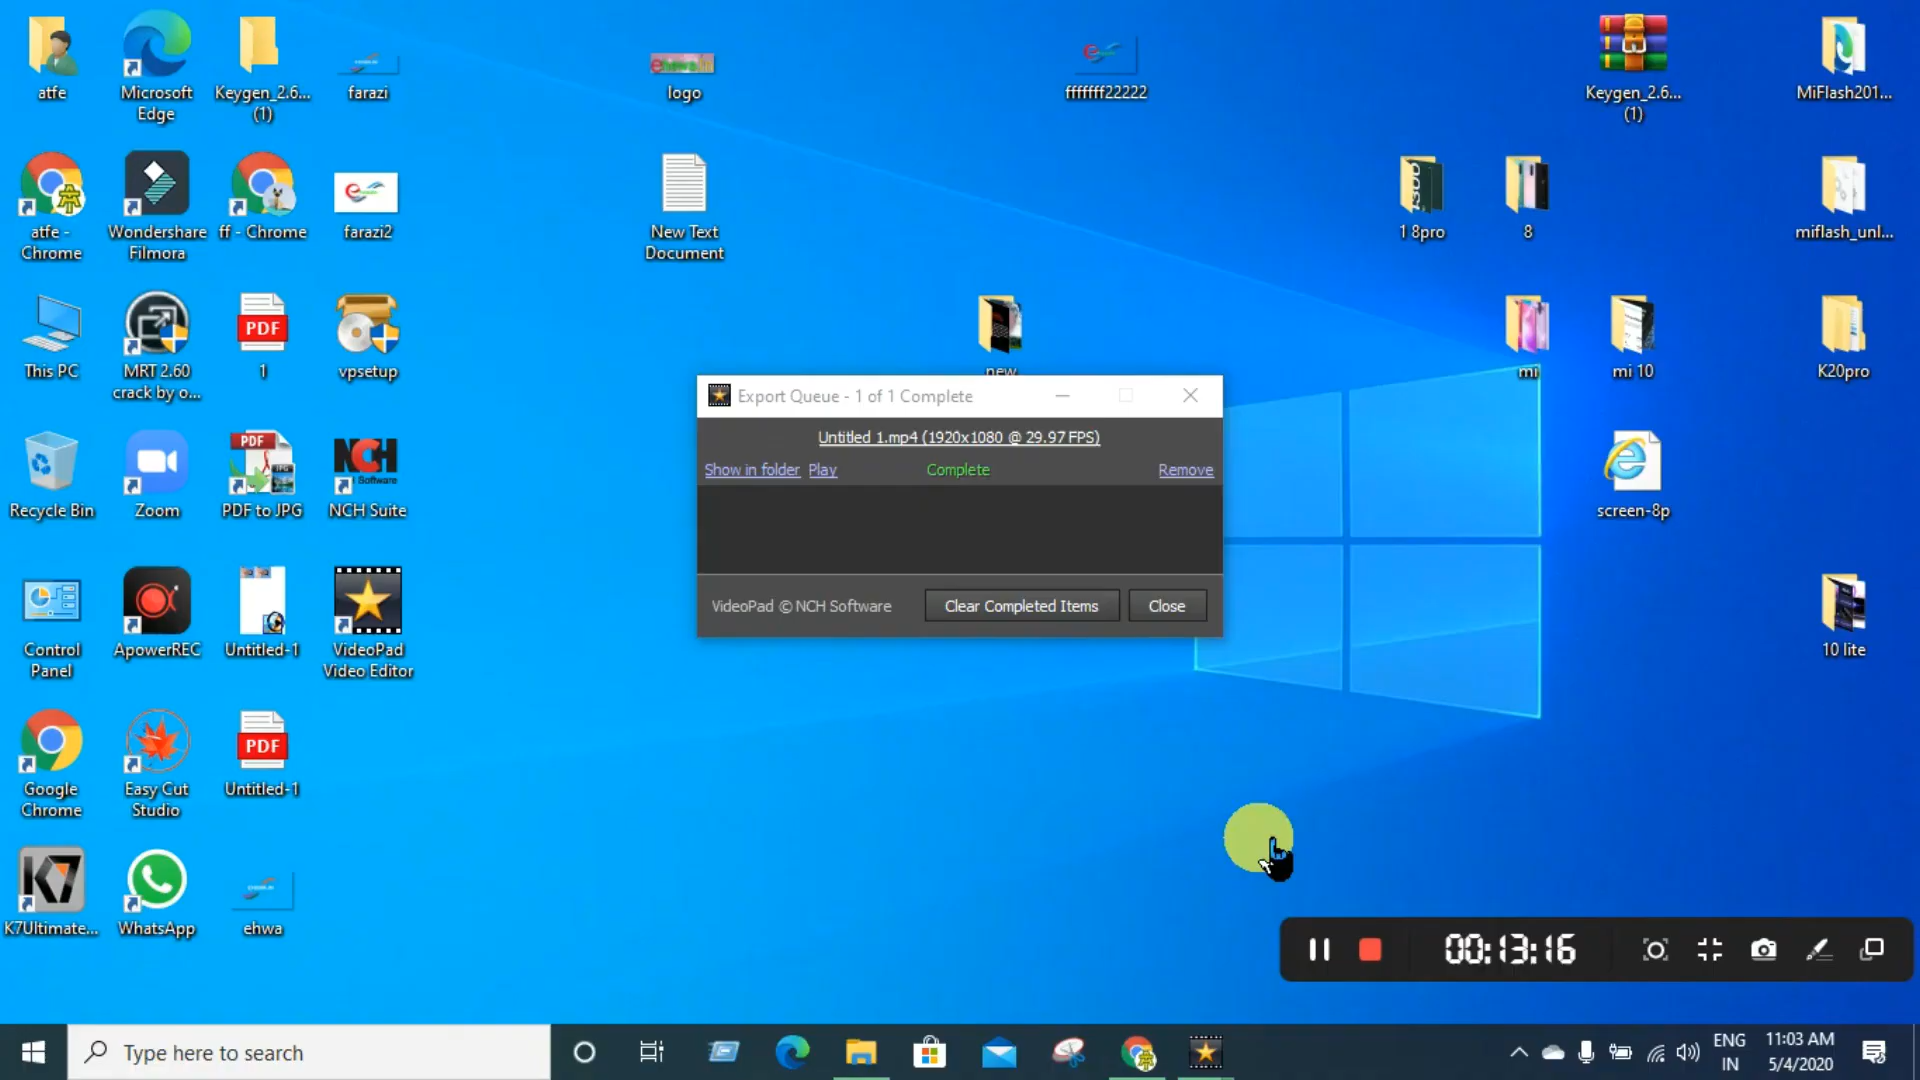 atfe
Microsoft
Edge
Keygen_2.6...
(1)
farazi
logo
fffffff22222
Keygen_2.6...
(1)
MiFlash201...
atfe -
Chrome
Wondershare
Filmora
ff - Chrome
farazi2
New Text
Document
1 8pro
8
miflash_unl...
This PC
MRT 2.60
crack by o...
PDF
1
vpsetup
new
mi
mi 10
K20pro
Export Queue - 1 of 1 Complete
Untitled 1.mp4 (1920x1080 @ 29.97 FPS)
Show in folder
Play
Complete
Remove
VideoPad © NCH Software
Clear Completed Items
Close
Recycle Bin
Zoom
PDF
JPG
PDF to JPG
NCH
Software
NCH Suite
screen-8p
Control
Panel
ApowerREC
Untitled-1
VideoPad
Video Editor
10 lite
Google
Chrome
Easy Cut
Studio
PDF
Untitled-1
K7
K7Ultimate...
WhatsApp
ehwa
00:13:16
Type here to search
ENG
IN
11:03 AM
5/4/2020